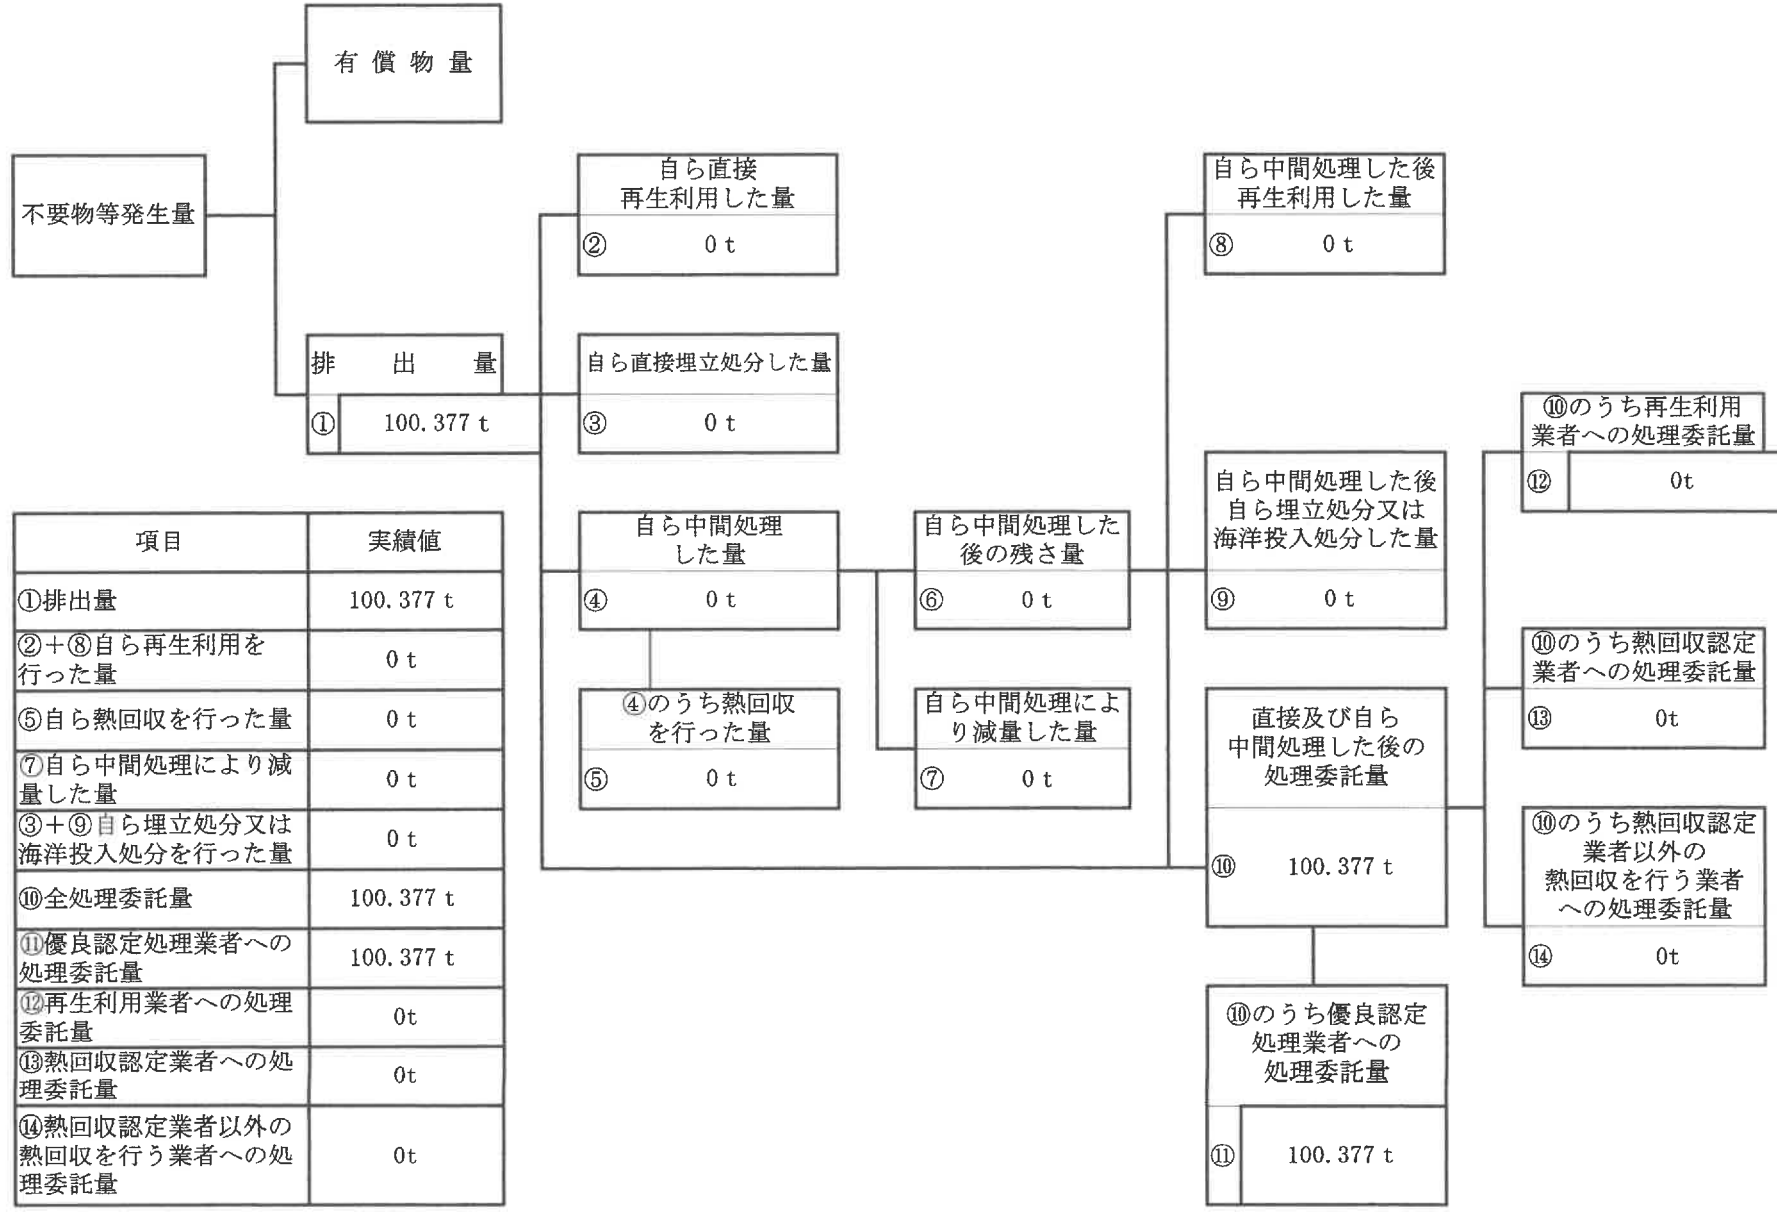 有償物量
不要物等発生量
排出量
① 100.377 t
自ら直接
再生利用した量
② 0 t
自ら直接埋立処分した量
③ 0 t
自ら中間処理
した量
④ 0 t
④のうち熱回収
を行った量
⑤ 0 t
自ら中間処理した
後の残さ量
⑥ 0 t
自ら中間処理によ
り減量した量
⑦ 0 t
自ら中間処理した後
再生利用した量
⑧ 0 t
自ら中間処理した後
自ら埋立処分又は
海洋投入処分した量
⑨ 0 t
直接及び自ら
中間処理した後の
処理委託量
⑩ 100.377 t
⑩のうち優良認定
処理業者への
処理委託量
⑪ 100.377 t
⑩のうち再生利用
業者への処理委託量
⑫ 0t
⑩のうち熱回収認定
業者への処理委託量
⑬ 0t
⑩のうち熱回収認定
業者以外の
熱回収を行う業者
への処理委託量
⑭ 0t
項目 実績値
①排出量 100.377 t
②+⑧自ら再生利用を
行った量 0 t
⑤自ら熱回収を行った量 0 t
⑦自ら中間処理により減
量した量 0 t
③+⑨自ら埋立処分又は
海洋投入処分を行った量 0 t
⑩全処理委託量 100.377 t
⑪優良認定処理業者への
処理委託量 100.377 t
⑫再生利用業者への処理
委託量 0t
⑬熱回収認定業者への処
理委託量 0t
⑭熱回収認定業者以外の
熱回収を行う業者への処
理委託量 0t